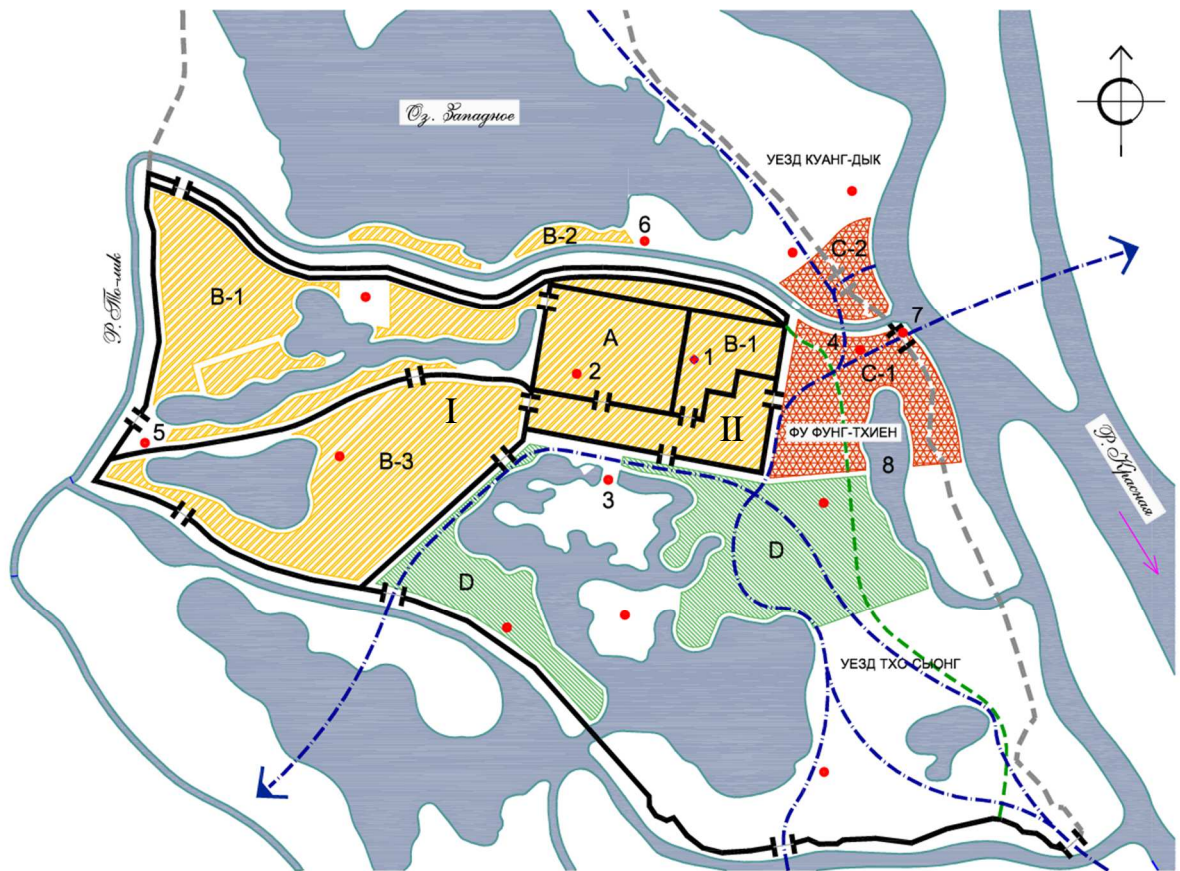 Оз. Западное
УЕЗД КУАНГ-ДЫК
6
В-2
С-2
Р. То-лик
В-1
7
А
В-1
4
1
2
С-1
I
II
ФУ ФУНГ-ТХИЕН
5
В-3
8
3
Р. Красная
D
D
УЕЗД ТХО-СЫОНГ